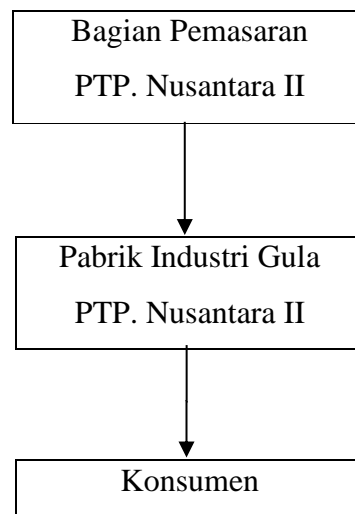 Bagian Pemasaran
PTP. Nusantara II
Pabrik Industri Gula
PTP. Nusantara II
Konsumen